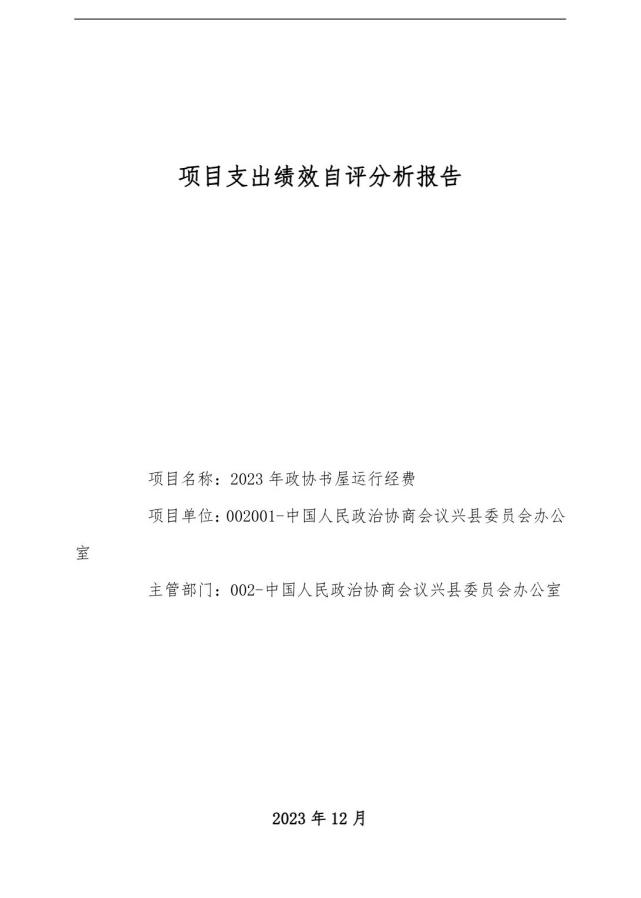 项目支出绩效自评分析报告
项目名称：2023 年政协书屋运行经费
项目单位：002001-中国人民政治协商会议兴县委员会办公
室
主管部门：002-中国人民政治协商会议兴县委员会办公室
2023 年 12 月